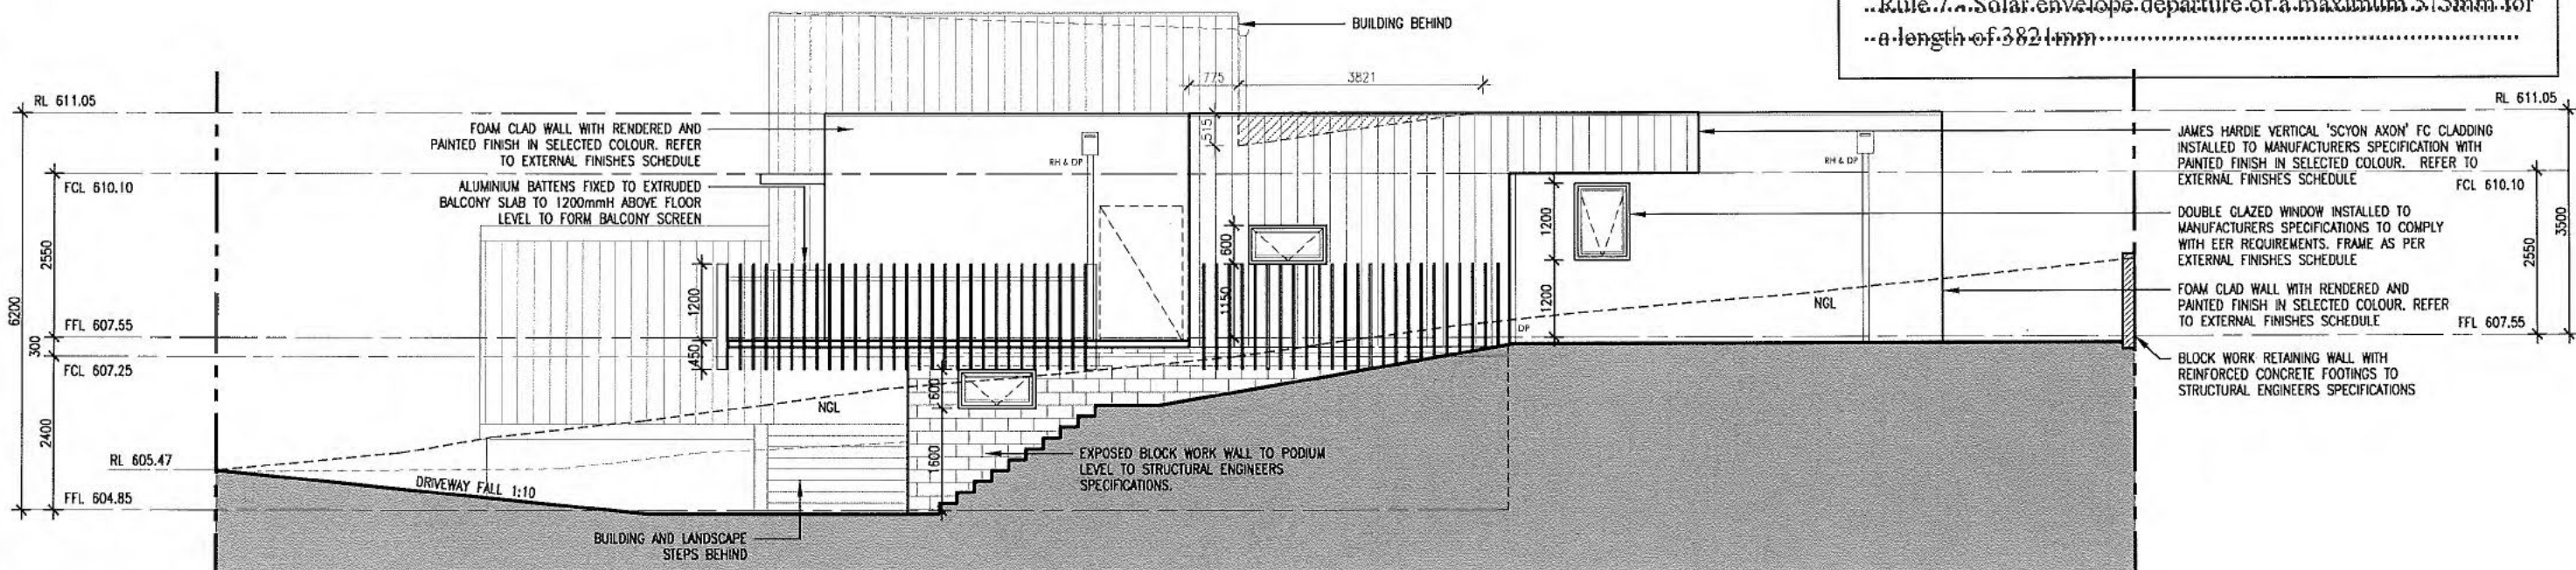 Rule 7. Solar envelope departure of a maximum 515mm for
a length of 3821mm
BUILDING BEHIND
775
3821
RL 611.05
RL 611.05
515
FOAM CLAD WALL WITH RENDERED AND
PAINTED FINISH IN SELECTED COLOUR. REFER
TO EXTERNAL FINISHES SCHEDULE
RH & DP
RH & DP
JAMES HARDIE VERTICAL 'SCYON AXON' FC CLADDING
INSTALLED TO MANUFACTURERS SPECIFICATION WITH
PAINTED FINISH IN SELECTED COLOUR. REFER TO
EXTERNAL FINISHES SCHEDULE
FCL 610.10
FCL 610.10
ALUMINIUM BATTENS FIXED TO EXTRUDED
BALCONY SLAB TO 1200mmH ABOVE FLOOR
LEVEL TO FORM BALCONY SCREEN
DOUBLE GLAZED WINDOW INSTALLED TO
MANUFACTURERS SPECIFICATIONS TO COMPLY
WITH EER REQUIREMENTS. FRAME AS PER
EXTERNAL FINISHES SCHEDULE
6200
2550
300
2400
1200
450
600
1150
1200
1200
2550
3500
NGL
FOAM CLAD WALL WITH RENDERED AND
PAINTED FINISH IN SELECTED COLOUR. REFER
TO EXTERNAL FINISHES SCHEDULE
FFL 607.55
FFL 607.55
DP
FCL 607.25
BLOCK WORK RETAINING WALL WITH
REINFORCED CONCRETE FOOTINGS TO
STRUCTURAL ENGINEERS SPECIFICATIONS
600
NGL
1600
EXPOSED BLOCK WORK WALL TO PODIUM
LEVEL TO STRUCTURAL ENGINEERS
SPECIFICATIONS.
RL 605.47
DRIVEWAY FALL 1:10
FFL 604.85
BUILDING AND LANDSCAPE
STEPS BEHIND